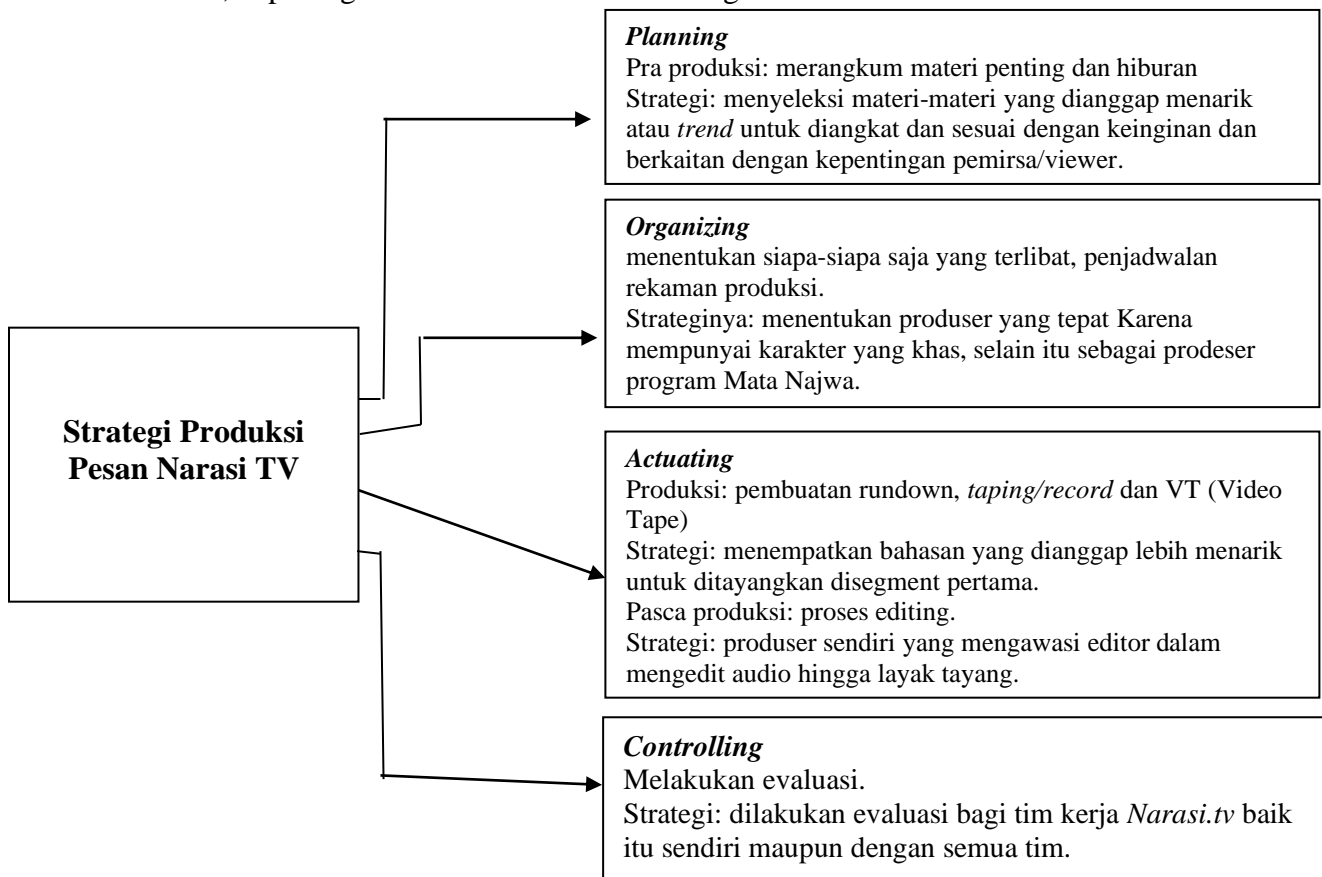 Strategi Produksi
Pesan Narasi TV
Planning
Pra produksi: merangkum materi penting dan hiburan
Strategi: menyeleksi materi-materi yang dianggap menarik
atau trend untuk diangkat dan sesuai dengan keinginan dan
berkaitan dengan kepentingan pemirsa/viewer.
Organizing
menentukan siapa-siapa saja yang terlibat, penjadwalan
rekaman produksi.
Strateginya: menentukan produser yang tepat Karena
mempunyai karakter yang khas, selain itu sebagai prodeser
program Mata Najwa.
Actuating
Produksi: pembuatan rundown, taping/record dan VT (Video
Tape)
Strategi: menempatkan bahasan yang dianggap lebih menarik
untuk ditayangkan disegment pertama.
Pasca produksi: proses editing.
Strategi: produser sendiri yang mengawasi editor dalam
mengedit audio hingga layak tayang.
Controlling
Melakukan evaluasi.
Strategi: dilakukan evaluasi bagi tim kerja Narasi.tv baik
itu sendiri maupun dengan semua tim.